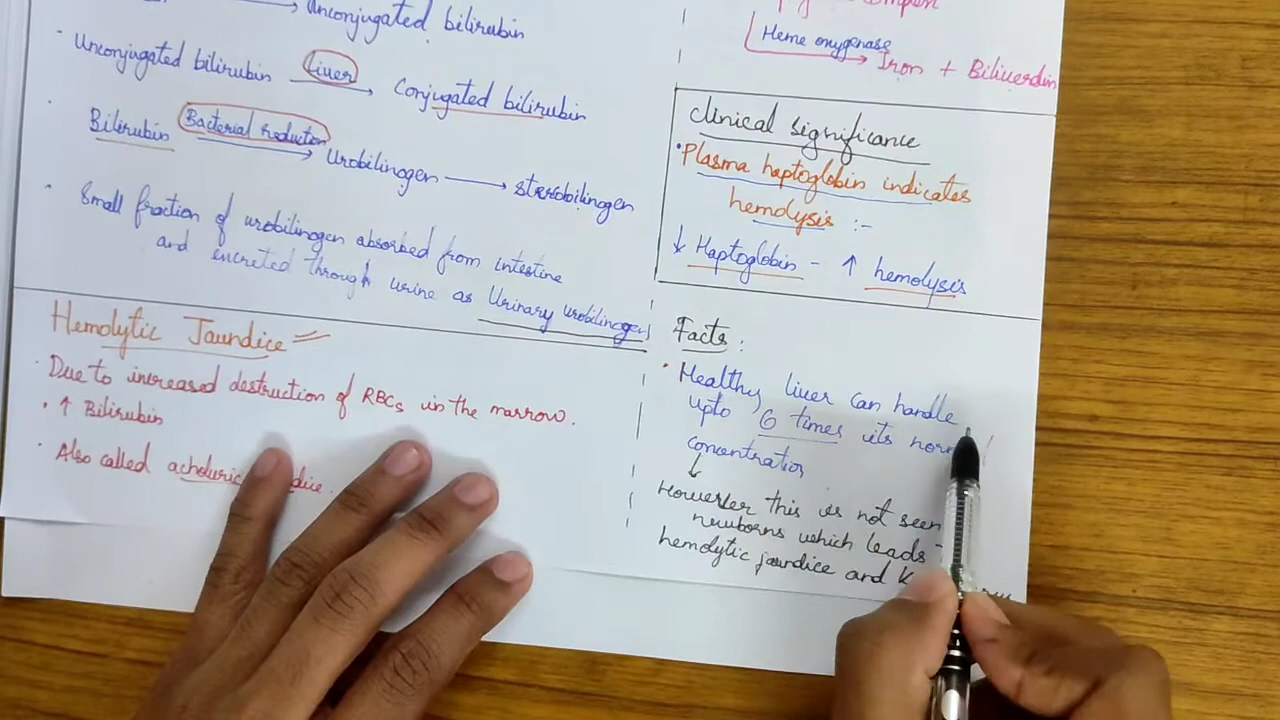 Unconjugated bilirubin
Unconjugated bilirubin Liver Conjugated bilirubin
Bilirubin Bacterial reduction Urobilinogen stercobilinogen
Small fraction of urobilinogen absorbed from intestine
and encreted through urine as Urinary urobilinogen
Hemolytic Jaundice
Due to increased destruction of RBCs in the marrow.
↑ Bilirubin
Also called acholuric
Heme oxygenase
Iron + Biliverdin
Clinical significance
Plasma haptoglobin indicates
hemolysis :-
↓ Haptoglobin - ↑ hemolysis
Facts :
Healthy liver can handle
upto 6 times its
concentration
However this is not seen
newborns which leads
hemolytic jaundice and